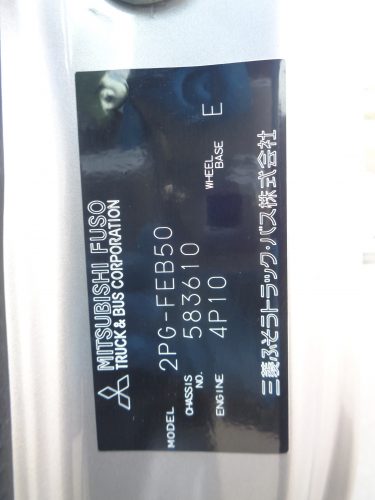 MITSUBISHI FUSO
TRUCK & BUS CORPORATION
MODEL 2PG-FEB50
CHASSIS NO. 583610
ENGINE 4P10 WHEEL BASE E
三菱ふそうトラック・バス株式会社